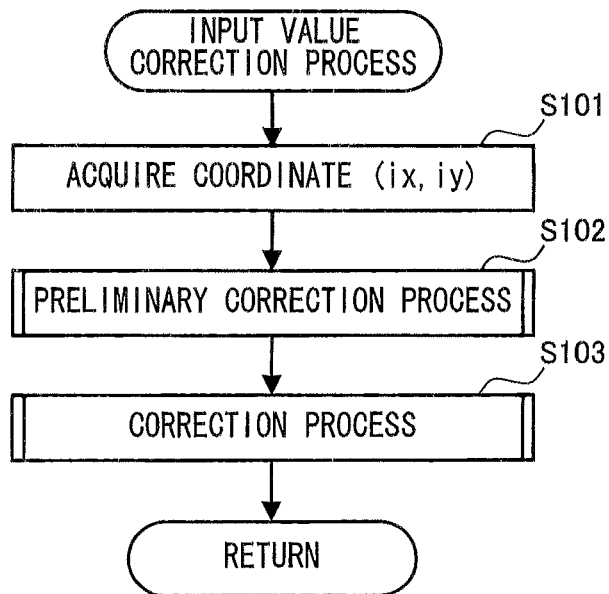 INPUT VALUE
CORRECTION PROCESS
S101
ACQUIRE COORDINATE (ix, iy)
S102
PRELIMINARY CORRECTION PROCESS
S103
CORRECTION PROCESS
RETURN